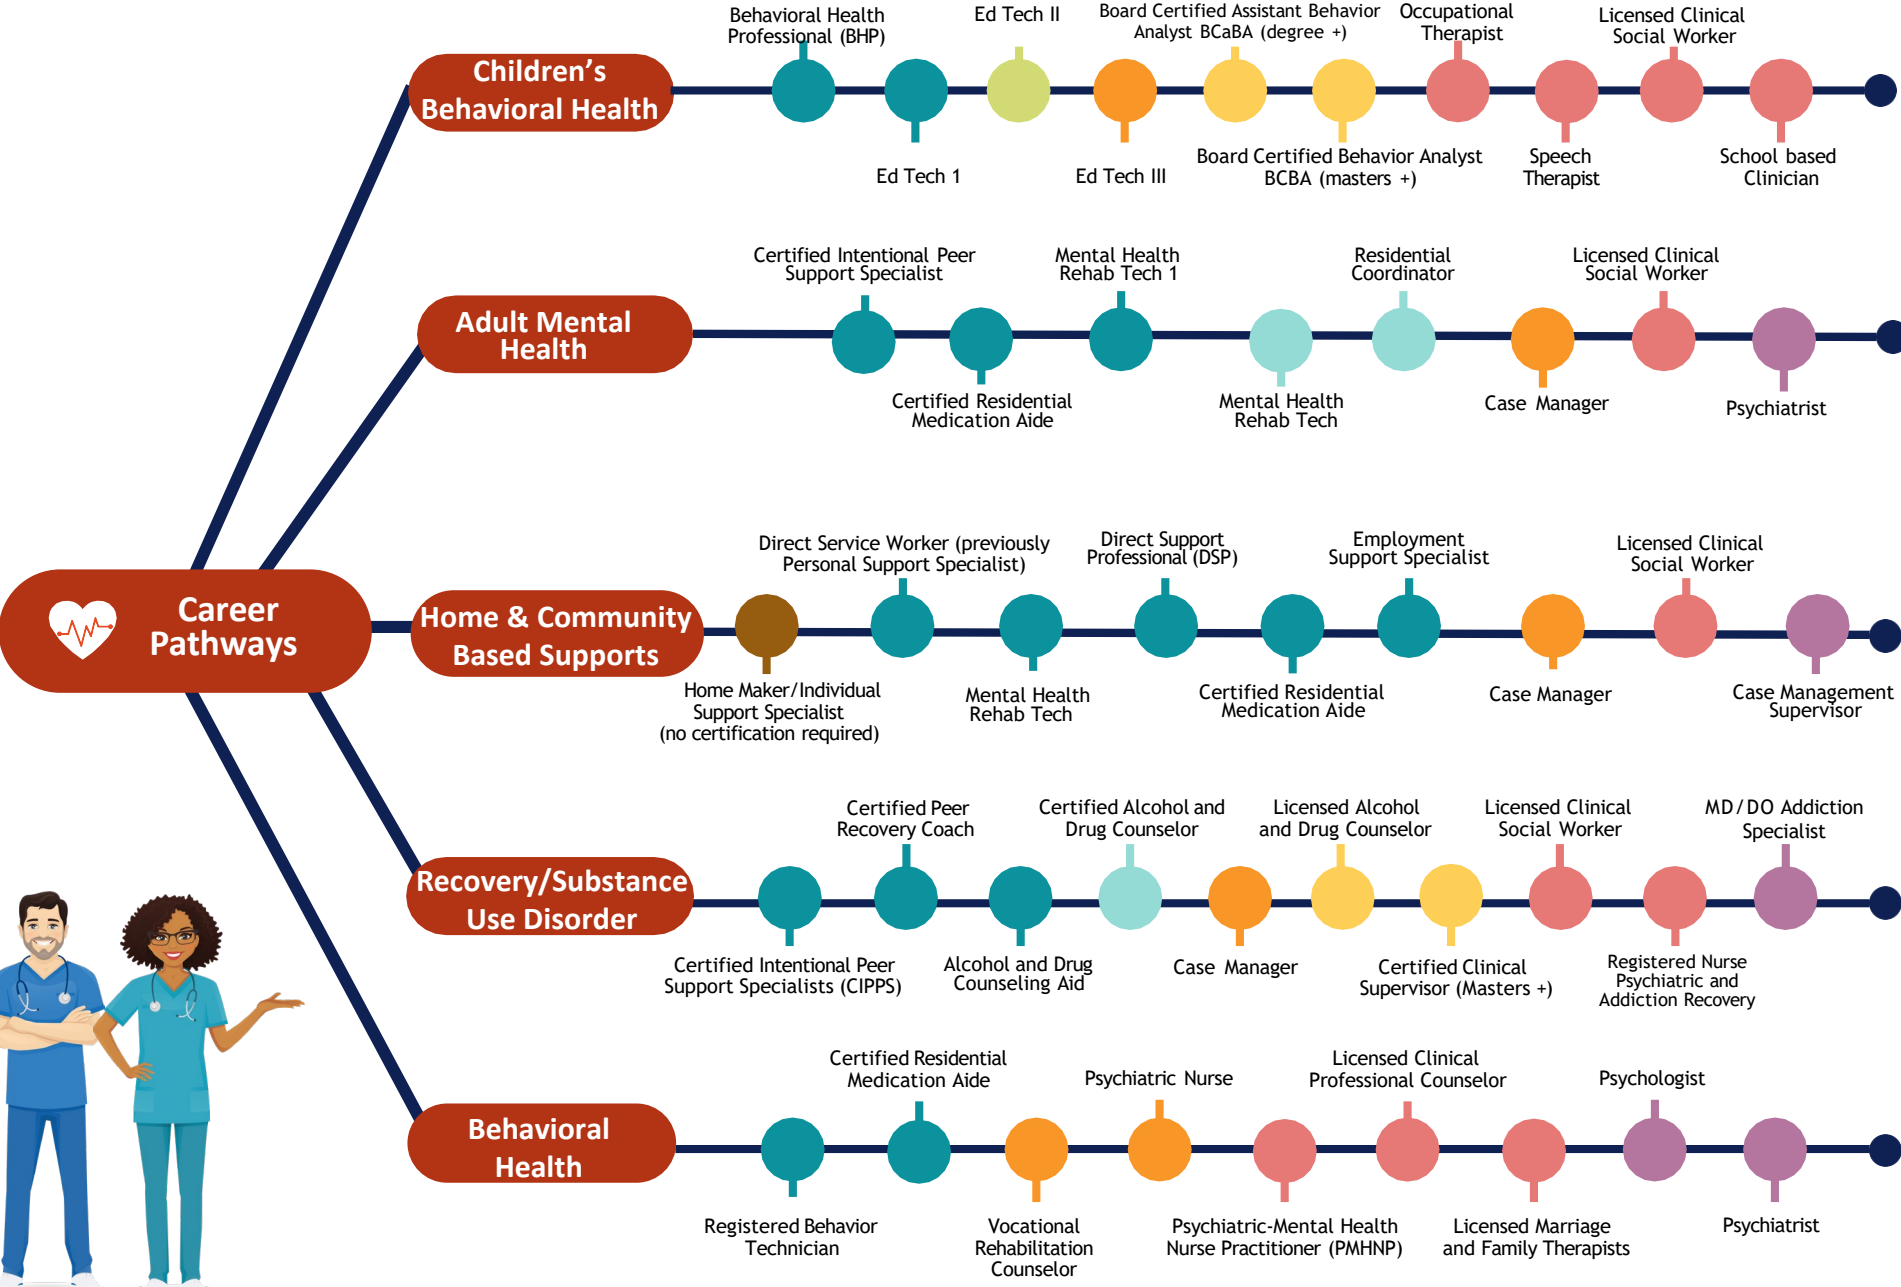 Behavioral Health
Professional (BHP)
Ed Tech II
Board Certified Assistant Behavior
Analyst BCaBA (degree +)
Occupational
Therapist
Licensed Clinical
Social Worker
Children's
Behavioral Health
Ed Tech 1
Ed Tech III
Board Certified Behavior Analyst
BCBA (masters +)
Speech
Therapist
School based
Clinician
Certified Intentional Peer
Support Specialist
Mental Health
Rehab Tech 1
Residential
Coordinator
Licensed Clinical
Social Worker
Adult Mental
Health
Certified Residential
Medication Aide
Mental Health
Rehab Tech
Case Manager
Psychiatrist
Career
Pathways
Direct Service Worker (previously
Personal Support Specialist)
Direct Support
Professional (DSP)
Employment
Support Specialist
Licensed Clinical
Social Worker
Home & Community
Based Supports
Home Maker/Individual
Support Specialist
(no certification required)
Mental Health
Rehab Tech
Certified Residential
Medication Aide
Case Manager
Case Management
Supervisor
Certified Peer
Recovery Coach
Certified Alcohol and
Drug Counselor
Licensed Alcohol
and Drug Counselor
Licensed Clinical
Social Worker
MD/DO Addiction
Specialist
Recovery/Substance
Use Disorder
Certified Intentional Peer
Support Specialists (CIPPS)
Alcohol and Drug
Counseling Aid
Case Manager
Certified Clinical
Supervisor (Masters +)
Registered Nurse
Psychiatric and
Addiction Recovery
Certified Residential
Medication Aide
Psychiatric Nurse
Licensed Clinical
Professional Counselor
Psychologist
Behavioral
Health
Registered Behavior
Technician
Vocational
Rehabilitation
Counselor
Psychiatric-Mental Health
Nurse Practitioner (PMHNP)
Licensed Marriage
and Family Therapists
Psychiatrist